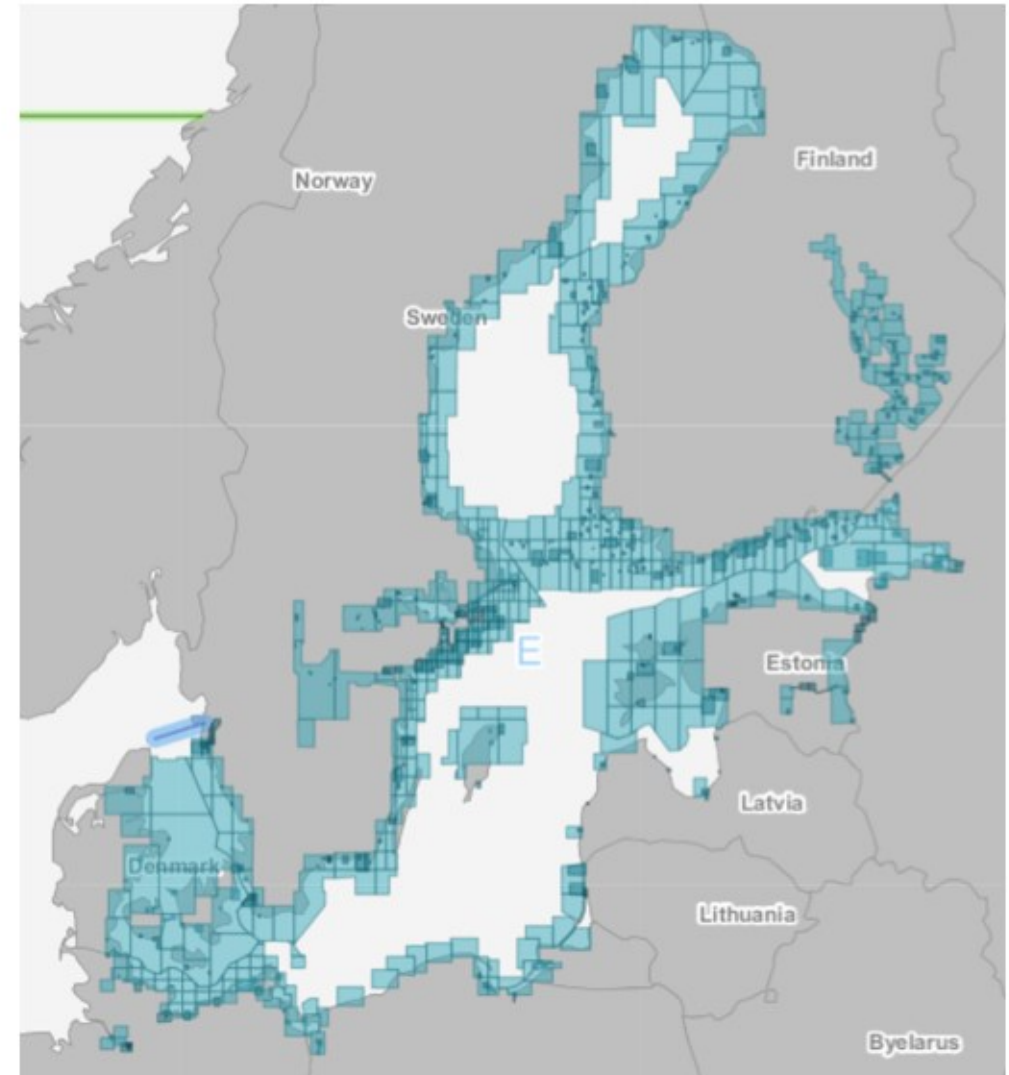 Finland
Norway
Sweden
E
Estonia
Latvia
Denmark
Lithuania
Byelarus